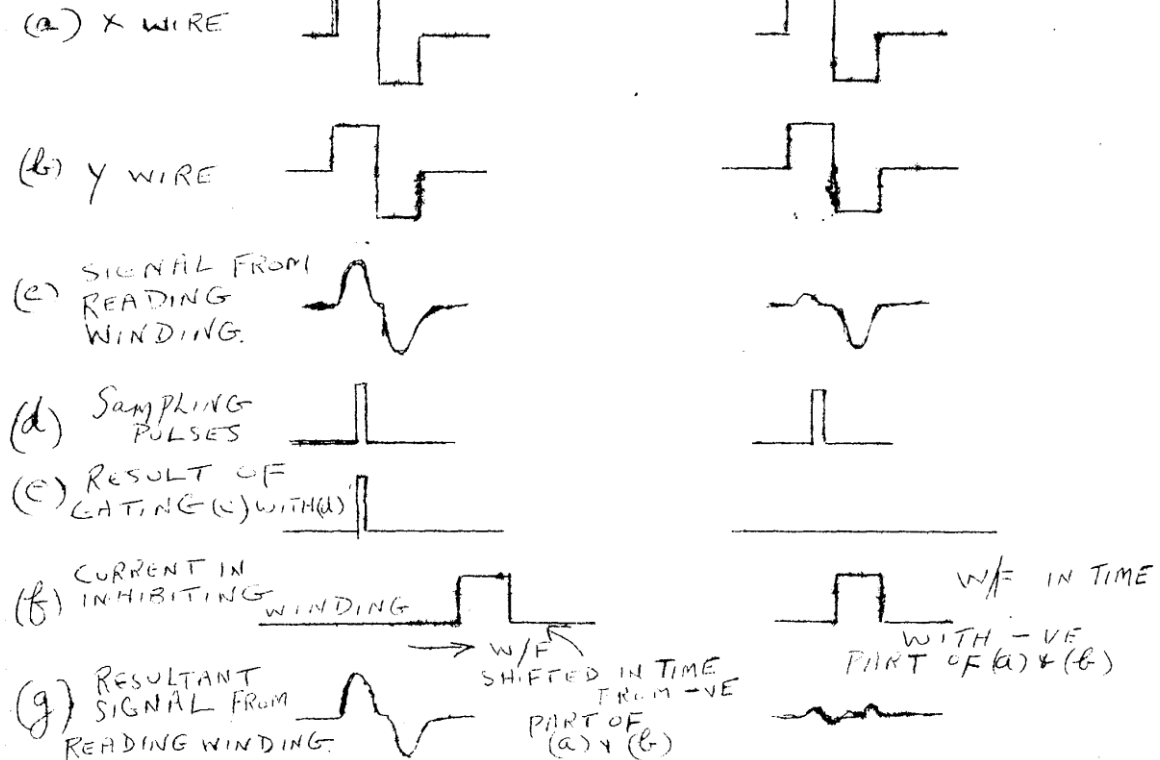 (a) X WIRE
(b) Y WIRE
(c) SIGNAL FROM
READING
WINDING.
(d) SAMPLING
PULSES
(e) RESULT OF
GATING (c) WITH (d)
(f) CURRENT IN
INHIBITING
WINDING
W/F
SHIFTED IN TIME
FROM -VE
PART OF
(a) & (b)
W/F IN TIME
WITH -VE
PART OF (a) & (b)
(g) RESULTANT
SIGNAL FROM
READING WINDING.